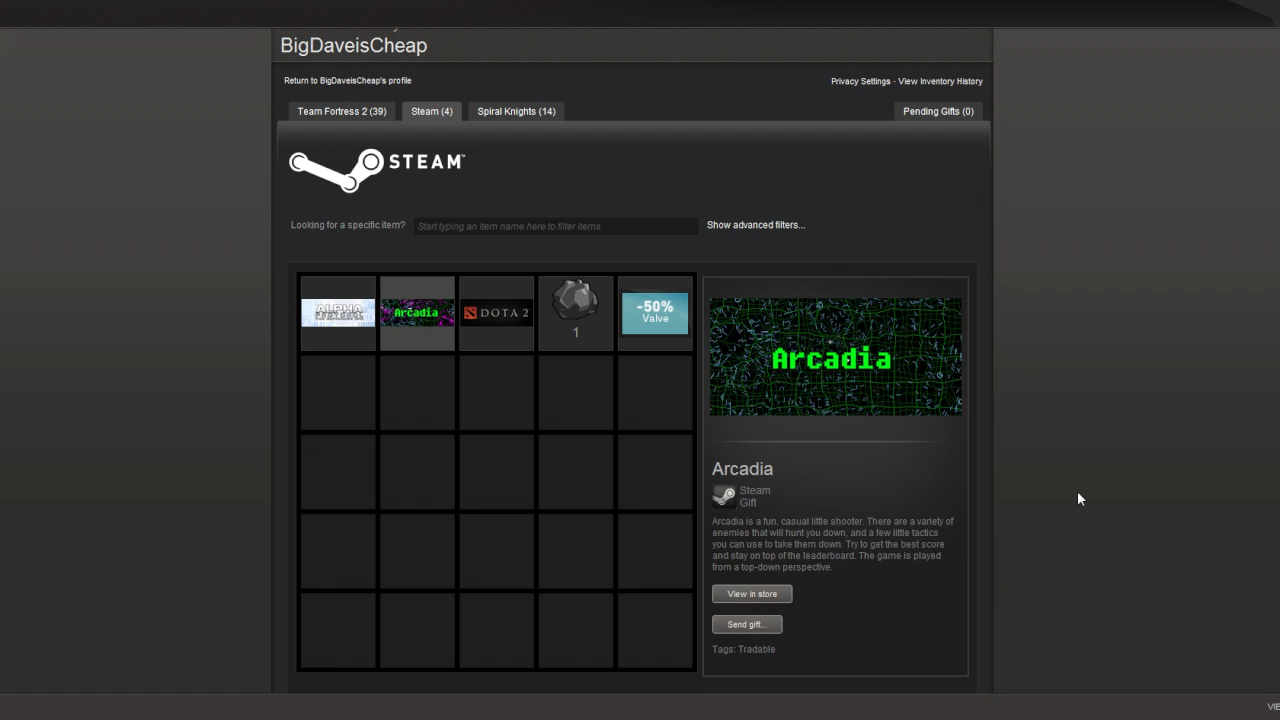 BigDaveisCheap
Return to BigDaveisCheap's profile
Privacy Settings - View Inventory History
Team Fortress 2 (39)
Steam (4)
Spiral Knights (14)
Pending Gifts (0)
STEAM™
Looking for a specific item?
Start typing an item name here to filter items
Show advanced filters...
ALPHA
Arcadia
DOTA 2
1
-50%
Valve
Arcadia
Arcadia
Steam
Gift
Arcadia is a fun, casual little shooter. There are a variety of
enemies that will hunt you down, and a few little tactics
you can use to take them down. Try to get the best score
and stay on top of the leaderboard. The game is played
from a top-down perspective.
View in store
Send gift...
Tags: Tradable